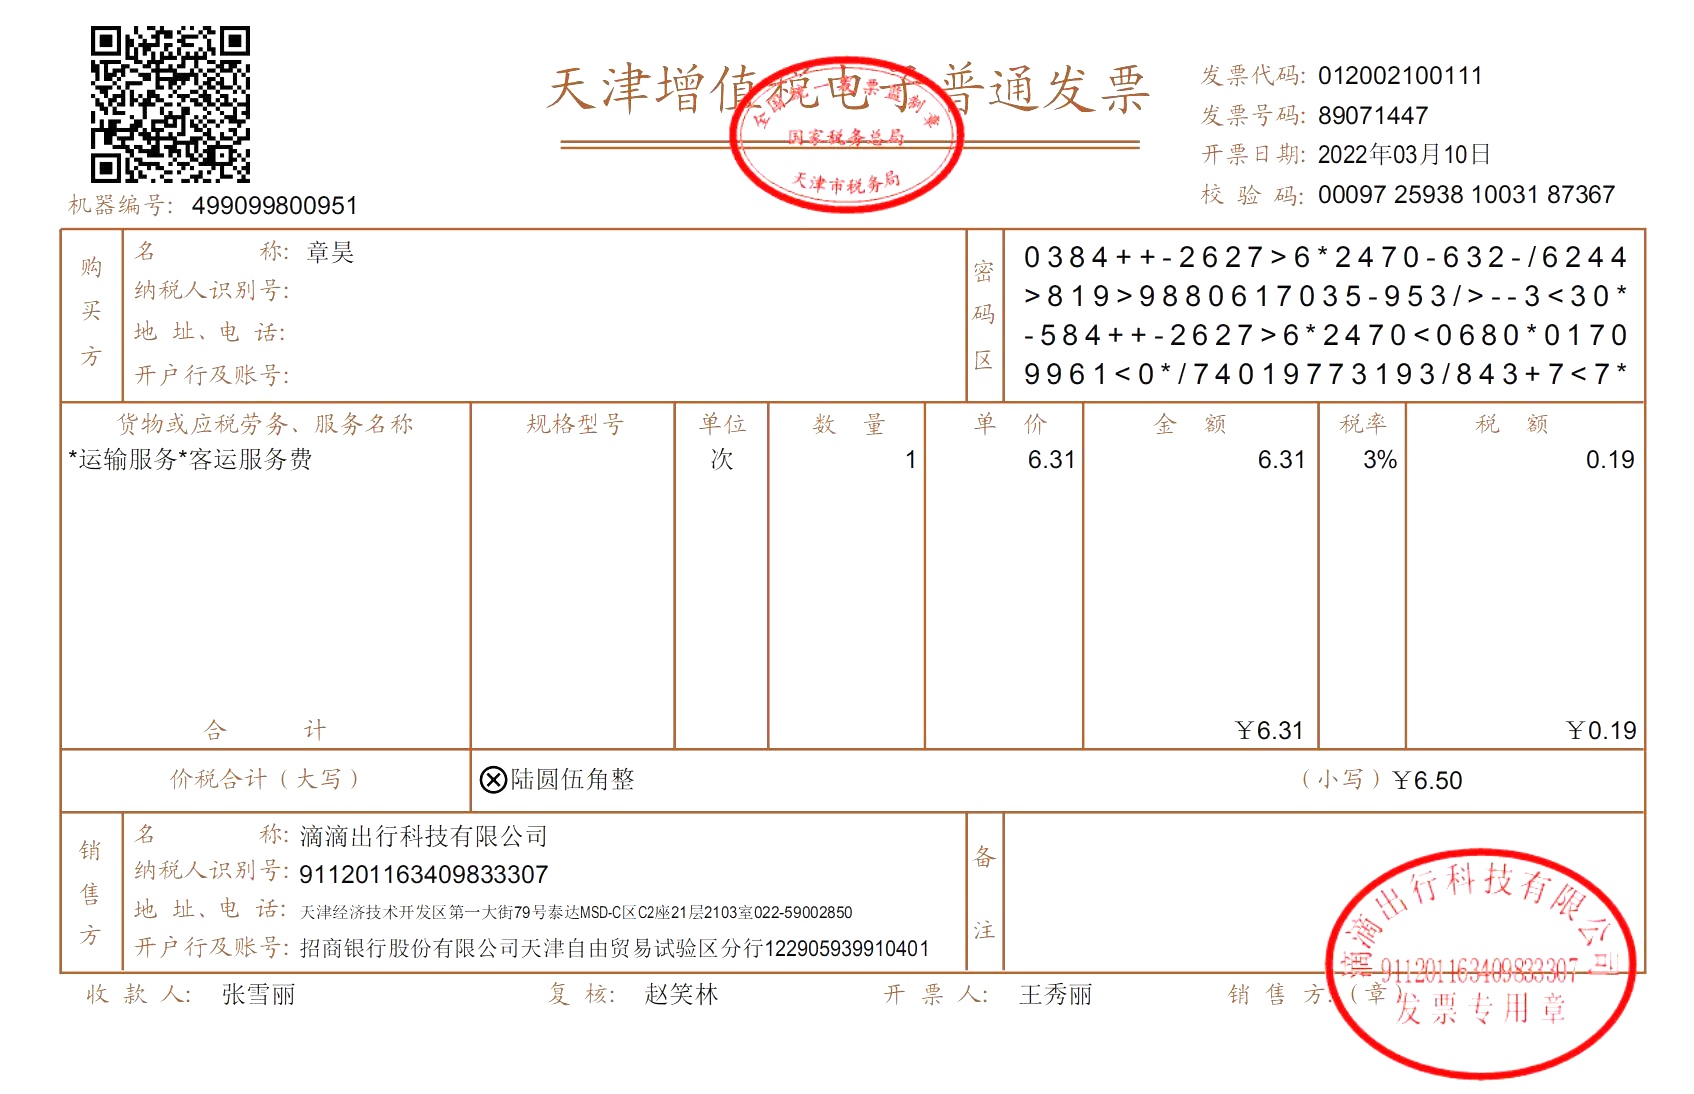 天津增值税电子普通发票
全国统一发票监制章
国家税务总局
天津市税务局
发票代码: 012002100111
发票号码: 89071447
开票日期: 2022年03月10日
校 验 码: 00097 25938 10031 87367
机器编号: 499099800951
购买方
名 称: 章昊
纳税人识别号:
地 址、电 话:
开户行及账号:
密码区
0384++-2627>6*2470-632-/6244
>819>9880617035-953/>--3<30*
-584++-2627>6*2470<0680*0170
9961<0*/74019773193/843+7<7*
货物或应税劳务、服务名称 规格型号 单位 数 量 单 价 金 额 税率 税 额
*运输服务*客运服务费 次 1 6.31 6.31 3% 0.19
合 计 ￥6.31 ￥0.19
价税合计（大写） ⊗陆圆伍角整 （小写）￥6.50
销售方
名 称: 滴滴出行科技有限公司
纳税人识别号: 911201163409833307
地 址、电 话: 天津经济技术开发区第一大街79号泰达MSD-C区C2座21层2103室022-59002850
开户行及账号: 招商银行股份有限公司天津自由贸易试验区分行122905939910401
备注
收 款 人: 张雪丽 复 核: 赵笑林 开 票 人: 王秀丽 销 售 方:（章）
滴滴出行科技有限公司
911201163409833307
发票专用章